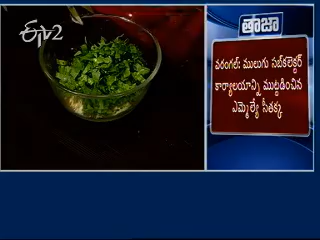 ETV2
తాజా
వరంగల్: ములుగు సబ్‌కలెక్టర్
కార్యాలయాన్ని ముట్టడించిన
ఎమ్మెల్యే సీతక్క